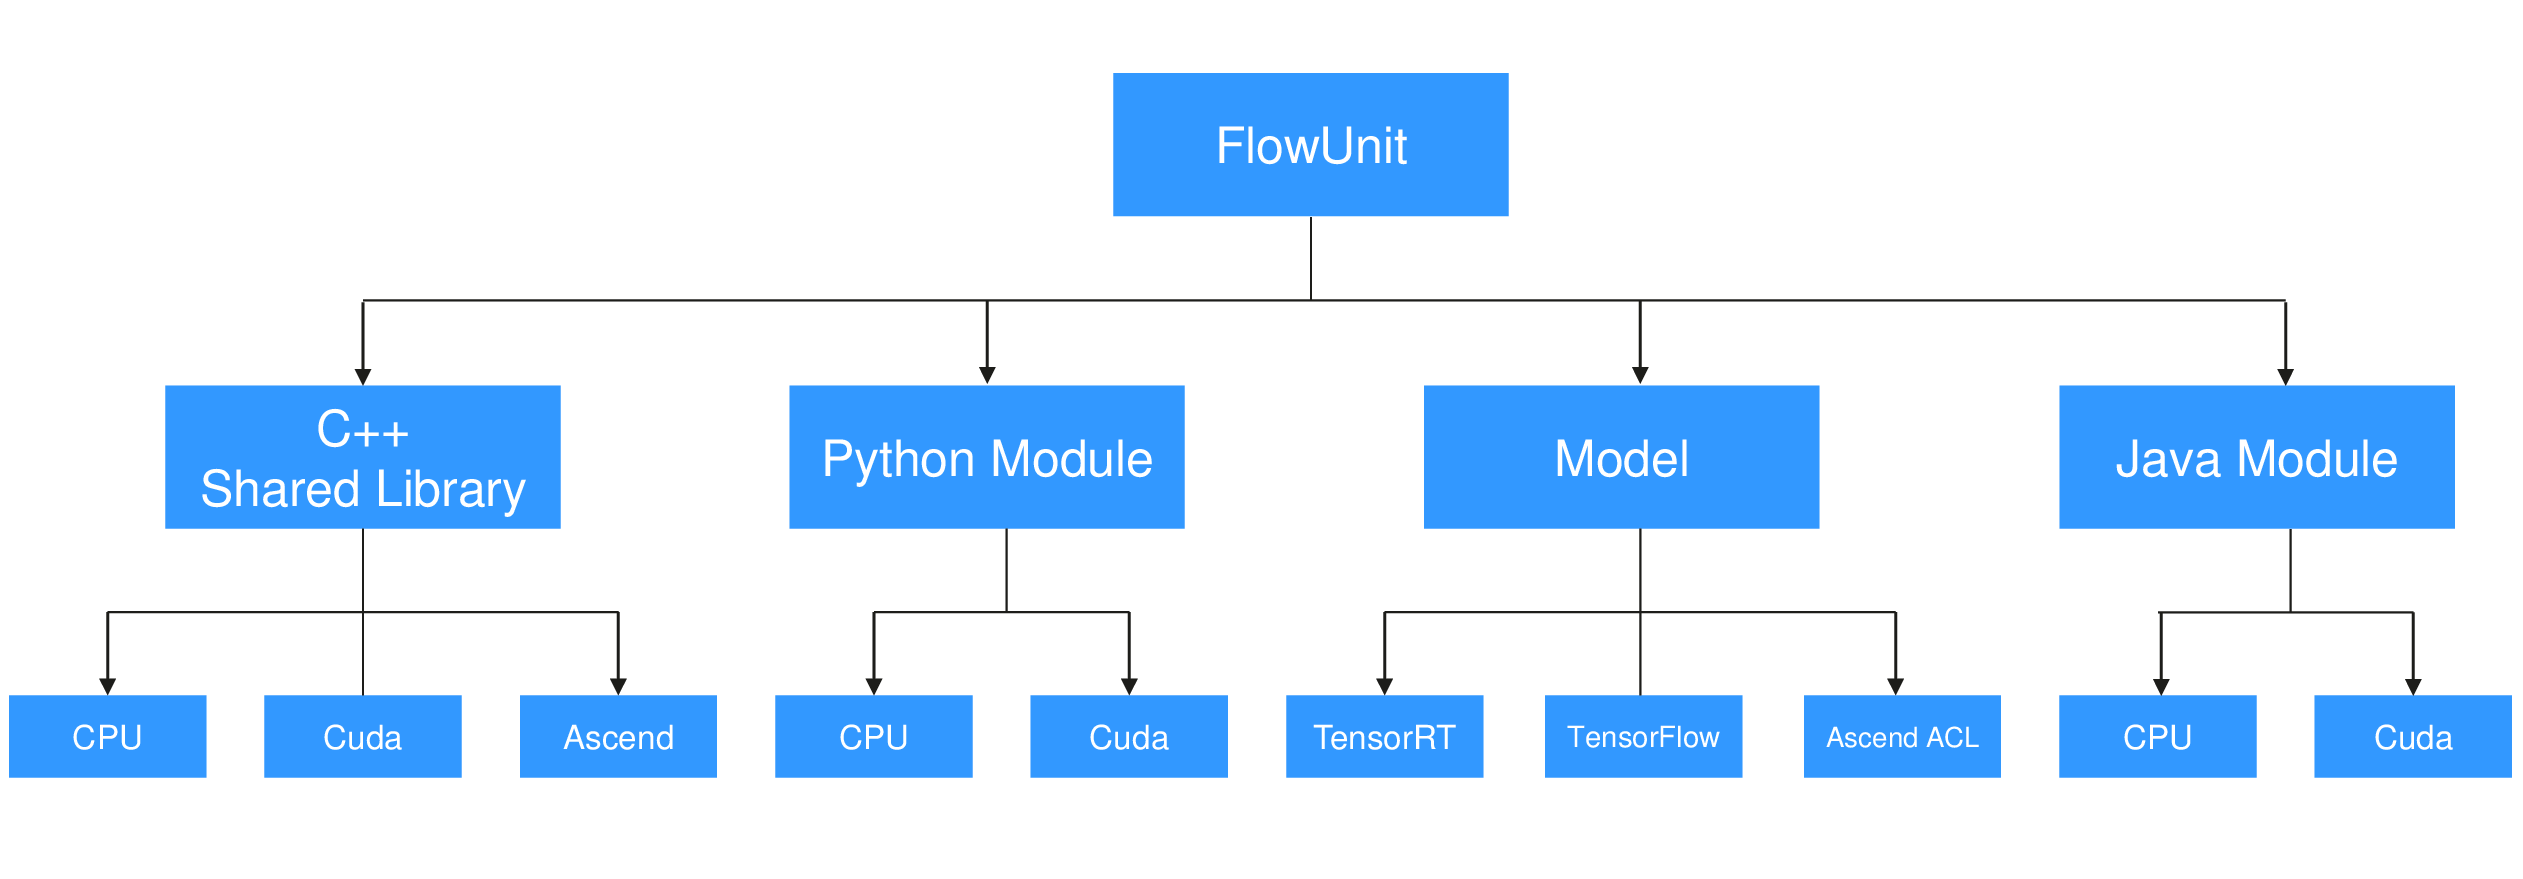 FlowUnit
C++
Shared Library
Python Module
Model
Java Module
CPU
Cuda
Ascend
CPU
Cuda
TensorRT
TensorFlow
Ascend ACL
CPU
Cuda